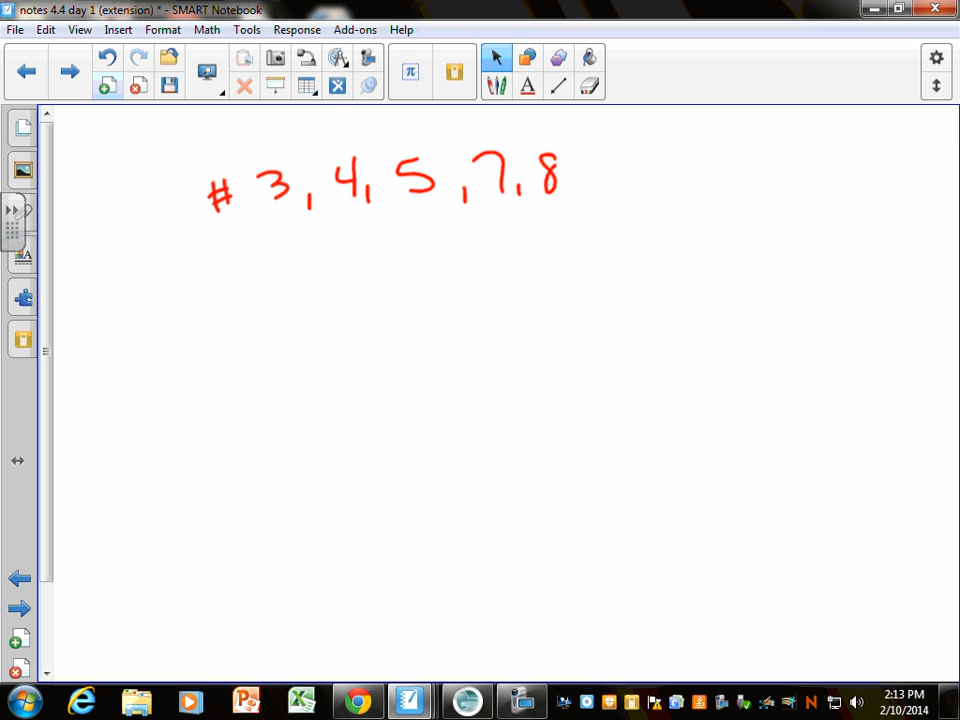 notes 4.4 day 1 (extension) * - SMART Notebook
File Edit View Insert Format Math Tools Response Add-ons Help
π
A
# 3, 4, 5, 7, 8
A
N
2:13 PM
2/10/2014